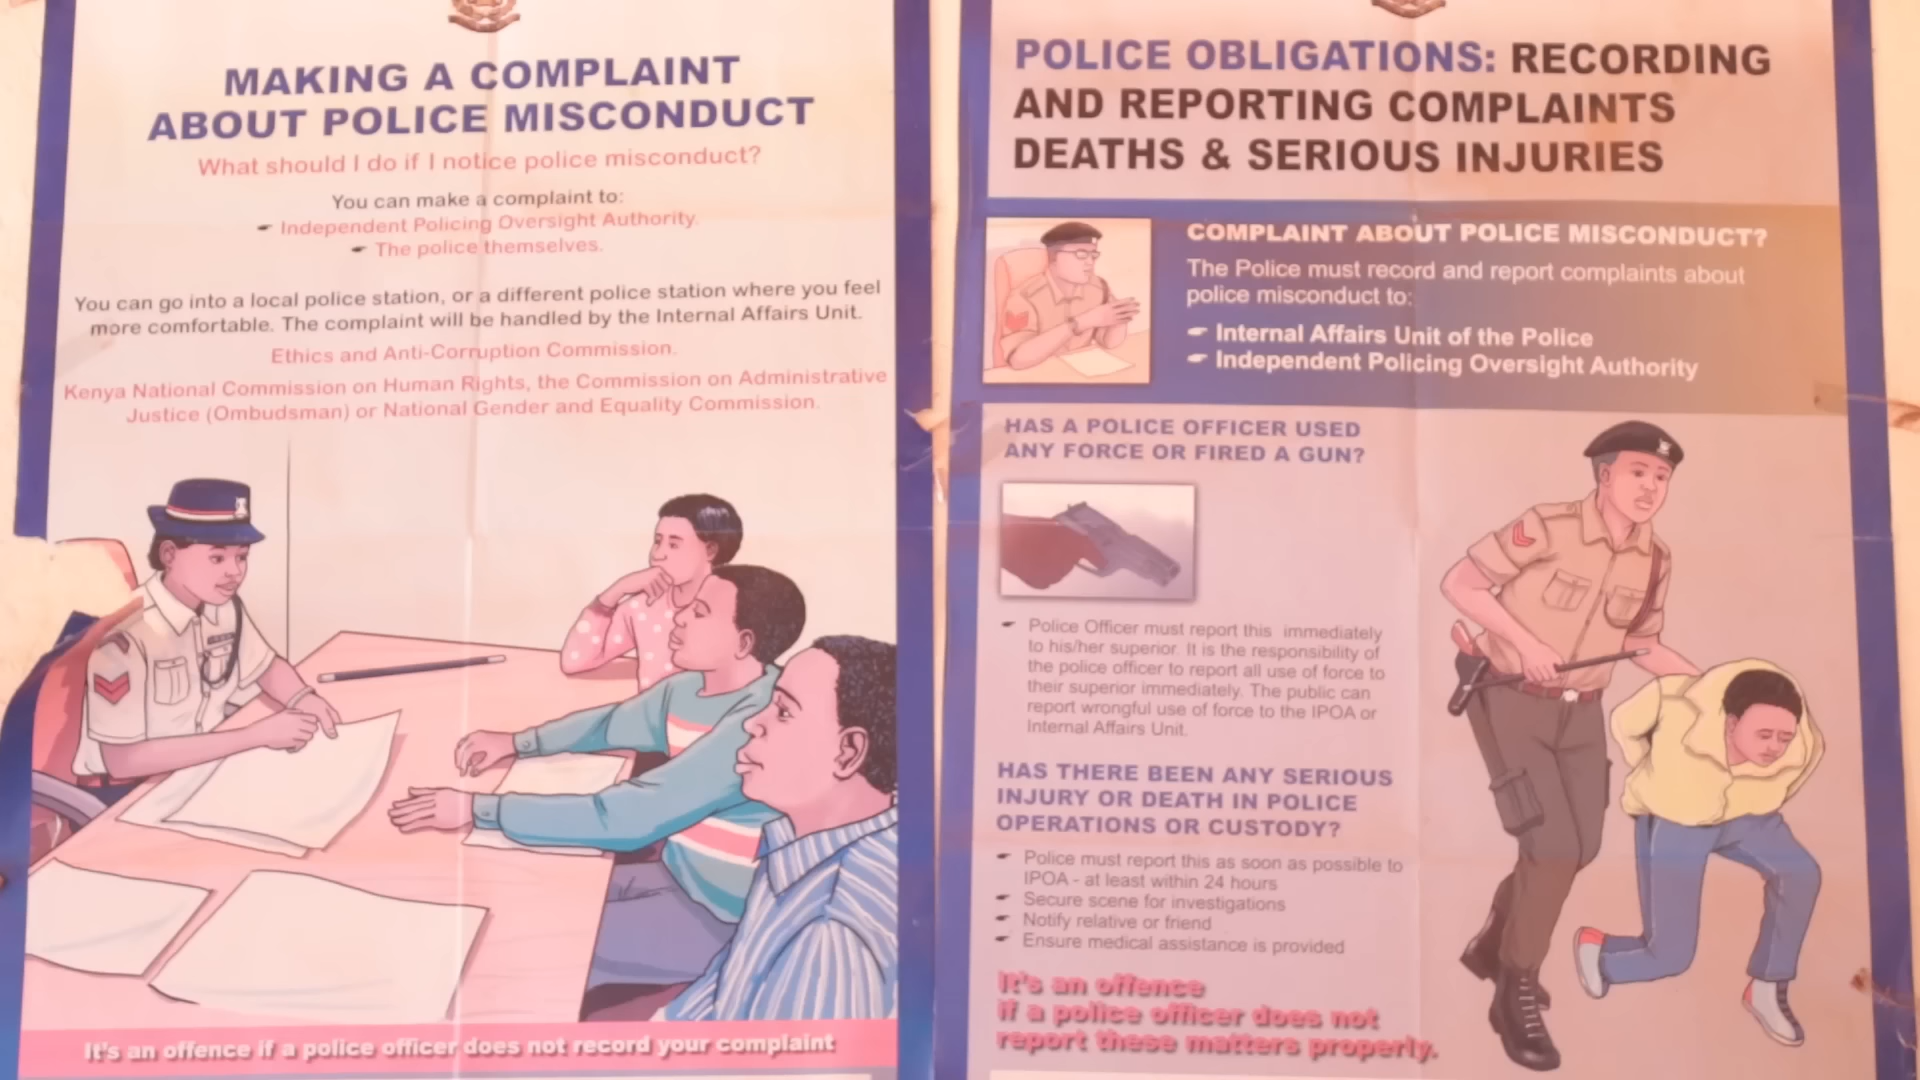 MAKING A COMPLAINT
ABOUT POLICE MISCONDUCT
What should I do if I notice police misconduct?
You can make a complaint to:
Independent Policing Oversight Authority.
The police themselves.
You can go into a local police station, or a different police station where you feel
more comfortable. The complaint will be handled by the Internal Affairs Unit.
Ethics and Anti-Corruption Commission.
Kenya National Commission on Human Rights, the Commission on Administrative
Justice (Ombudsman) or National Gender and Equality Commission.
It's an offence if a police officer does not record your complaint
POLICE OBLIGATIONS: RECORDING
AND REPORTING COMPLAINTS
DEATHS & SERIOUS INJURIES
COMPLAINT ABOUT POLICE MISCONDUCT?
The Police must record and report complaints about
police misconduct to:
Internal Affairs Unit of the Police
Independent Policing Oversight Authority
HAS A POLICE OFFICER USED
ANY FORCE OR FIRED A GUN?
Police Officer must report this immediately
to his/her superior. It is the responsibility of
the police officer to report all use of force to
their superior immediately. The public can
report wrongful use of force to the IPOA or
Internal Affairs Unit.
HAS THERE BEEN ANY SERIOUS
INJURY OR DEATH IN POLICE
OPERATIONS OR CUSTODY?
Police must report this as soon as possible to
IPOA - at least within 24 hours
Secure scene for investigations
Notify relative or friend
Ensure medical assistance is provided
It's an offence
if a police officer does not
report these matters properly.